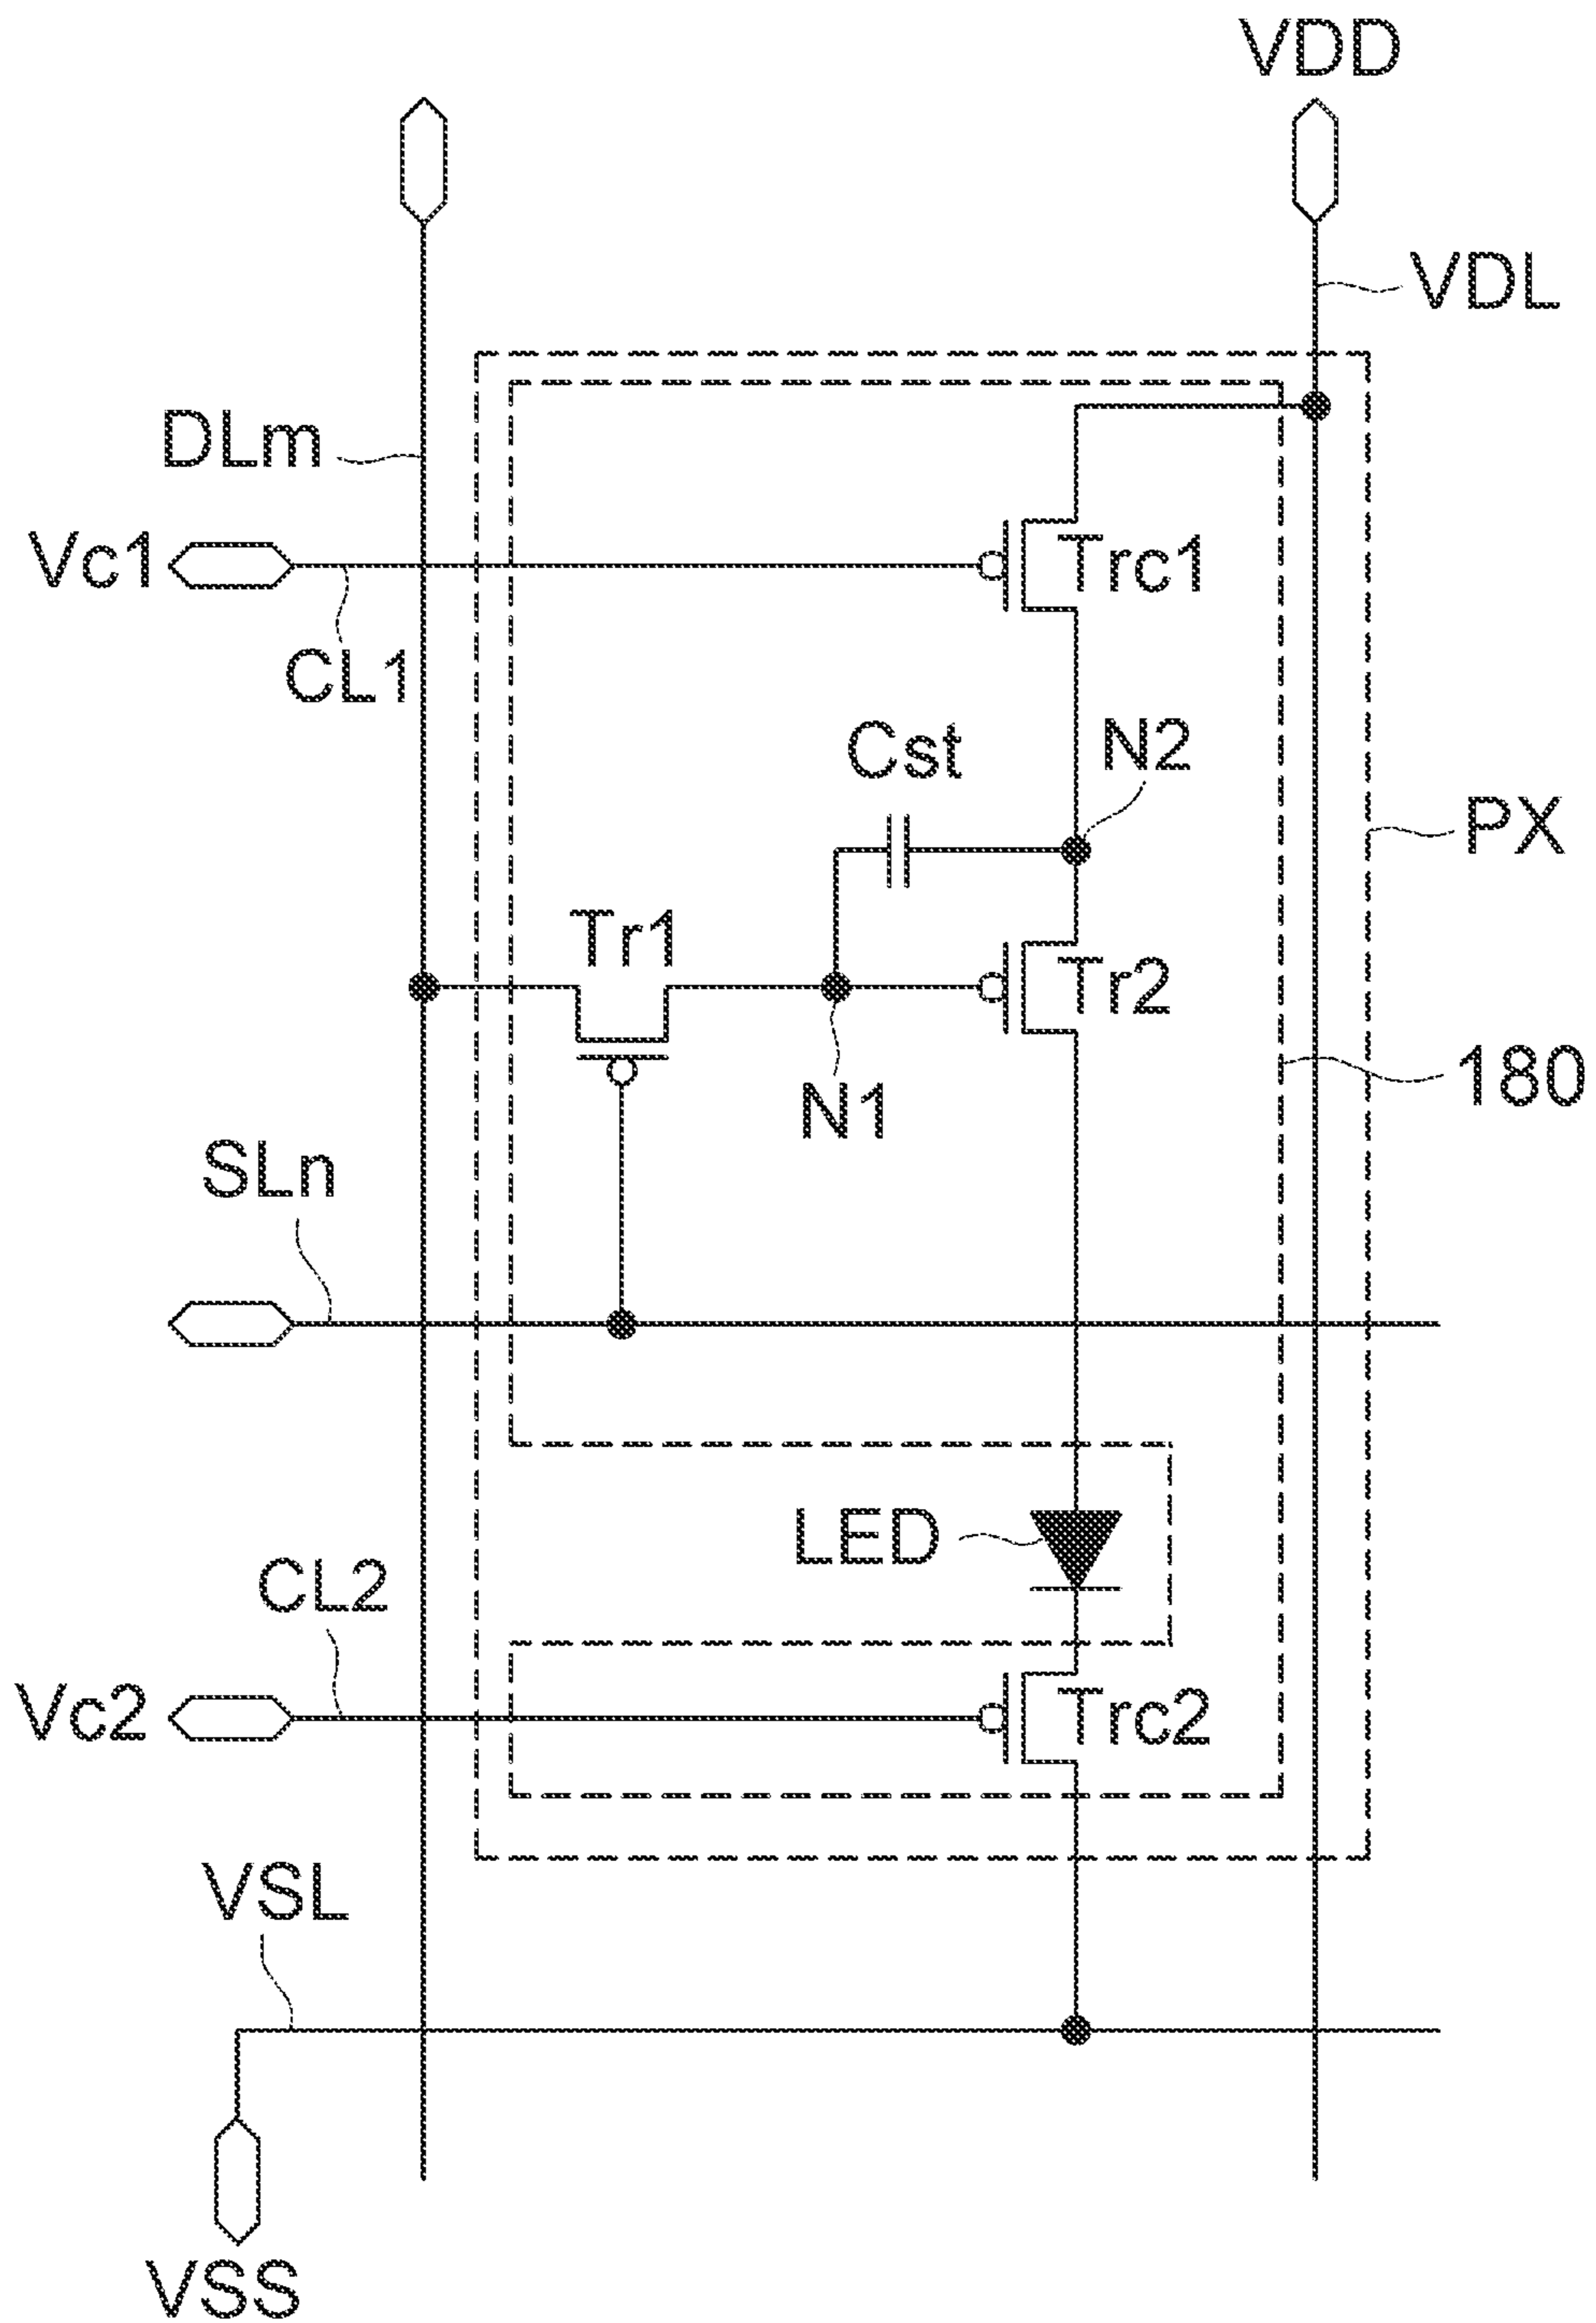 VDD
VDL
DLm
Vc1
Trc1
CL1
Cst
N2
PX
Tr1
Tr2
180
N1
SLn
LED
CL2
Vc2
Trc2
VSL
VSS